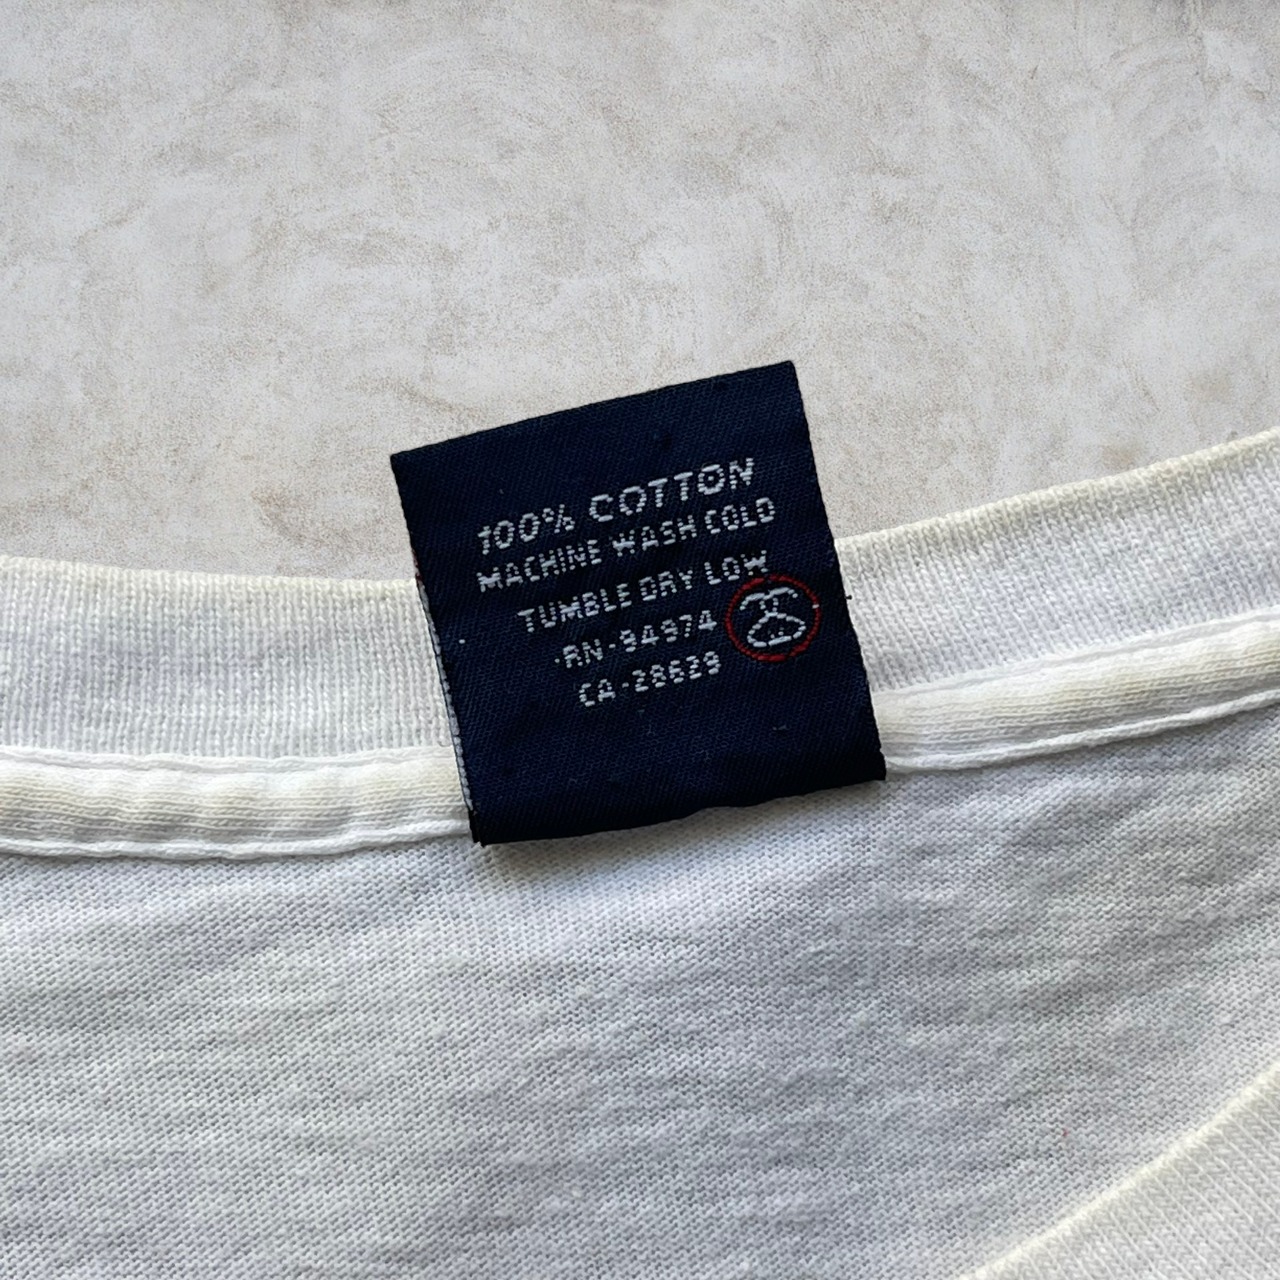 100% COTTON
MACHINE WASH COLD
TUMBLE DRY LOW
RN-94974
CA-28629